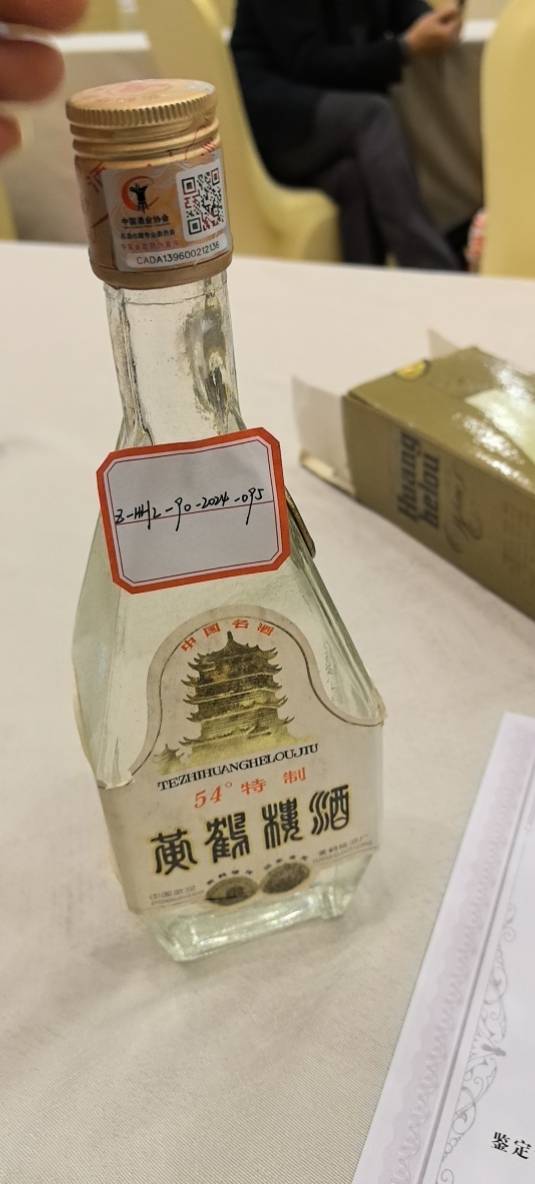 中国酒业协会
CADA139600212136
Z-HHL-90-2024-095
中国名酒
TEZHIHUANGHELOUJIU
54°特制
黄鹤楼酒
Huang
helou
鉴定